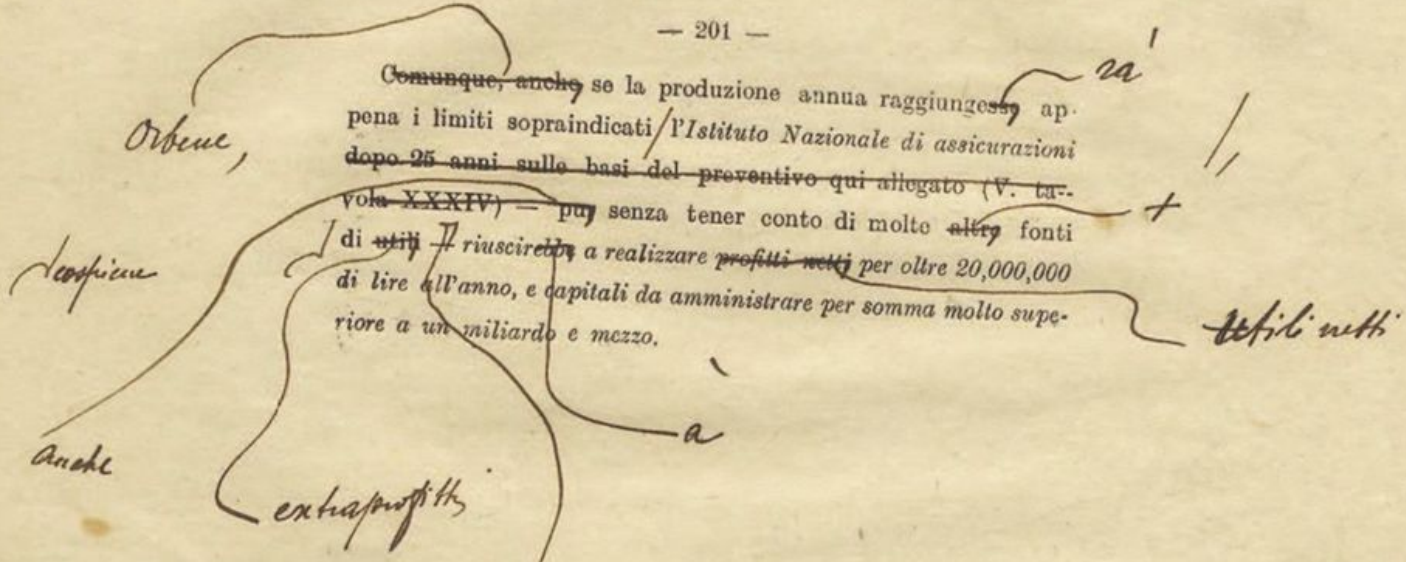 — 201 —
rà
Comunque, anche se la produzione annua raggiungesse ap-
pena i limiti sopraindicati/l'Istituto Nazionale di assicurazioni
/,
Orbene,
dopo 25 anni sulle basi del preventivo qui allegato (V. ta-
vola XXXIV) — pur senza tener conto di molte altre fonti
+
di utili — riuscirebbe a realizzare profitti netti per oltre 20,000,000
cospicue
di lire all'anno, e capitali da amministrare per somma molto supe-
riore a un miliardo e mezzo.
Utili netti
à
anche
extraprofitti